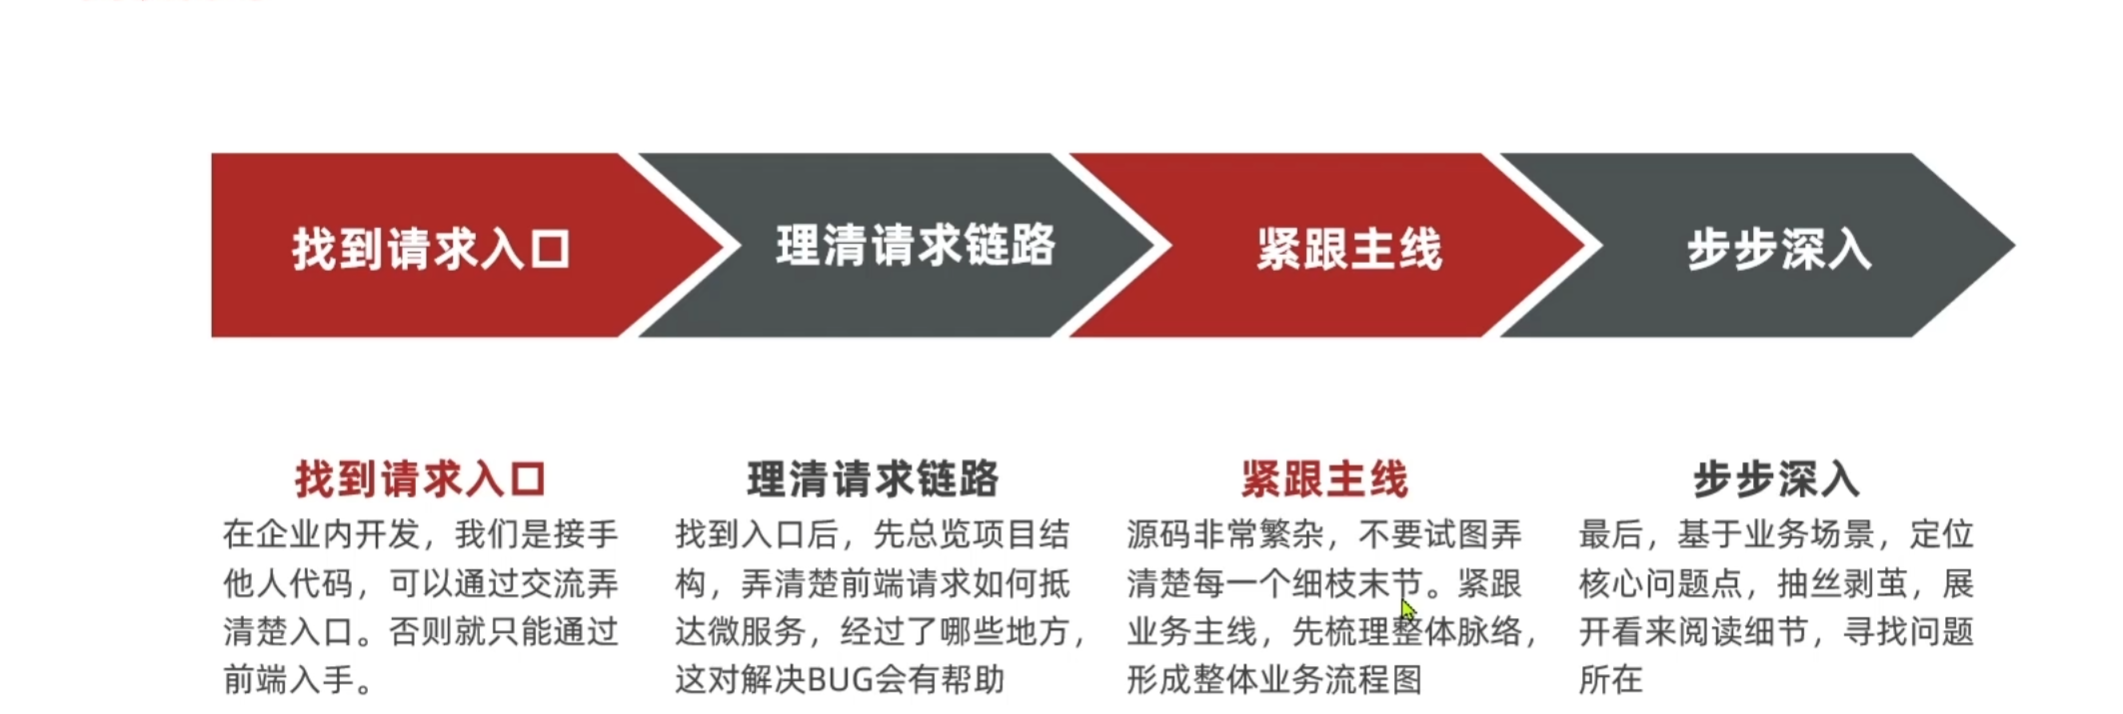 找到请求入口
理清请求链路
紧跟主线
步步深入
找到请求入口
在企业内开发，我们是接手
他人代码，可以通过交流弄
清楚入口。否则就只能通过
前端入手。
理清请求链路
找到入口后，先总览项目结
构，弄清楚前端请求如何抵
达微服务，经过了哪些地方，
这对解决BUG会有帮助
紧跟主线
源码非常繁杂，不要试图弄
清楚每一个细枝末节。紧跟
业务主线，先梳理整体脉络，
形成整体业务流程图
步步深入
最后，基于业务场景，定位
核心问题点，抽丝剥茧，展
开看来阅读细节，寻找问题
所在